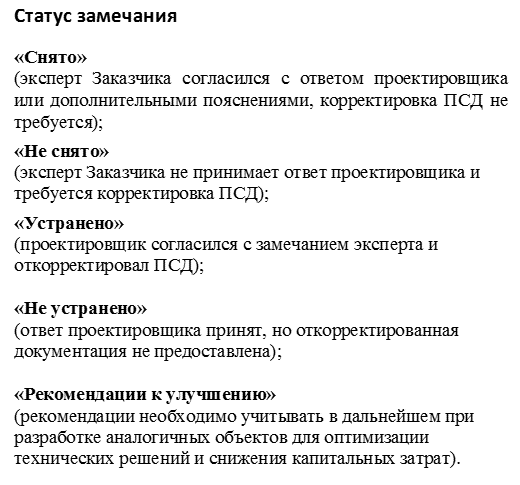 Статус замечания
«Снято»
(эксперт Заказчика согласился с ответом проектировщика
или дополнительными пояснениями, корректировка ПСД не
требуется);
«Не снято»
(эксперт Заказчика не принимает ответ проектировщика и
требуется корректировка ПСД);
«Устранено»
(проектировщик согласился с замечанием эксперта и
откорректировал ПСД);
«Не устранено»
(ответ проектировщика принят, но откорректированная
документация не предоставлена);
«Рекомендации к улучшению»
(рекомендации необходимо учитывать в дальнейшем при
разработке аналогичных объектов для оптимизации
технических решений и снижения капитальных затрат).